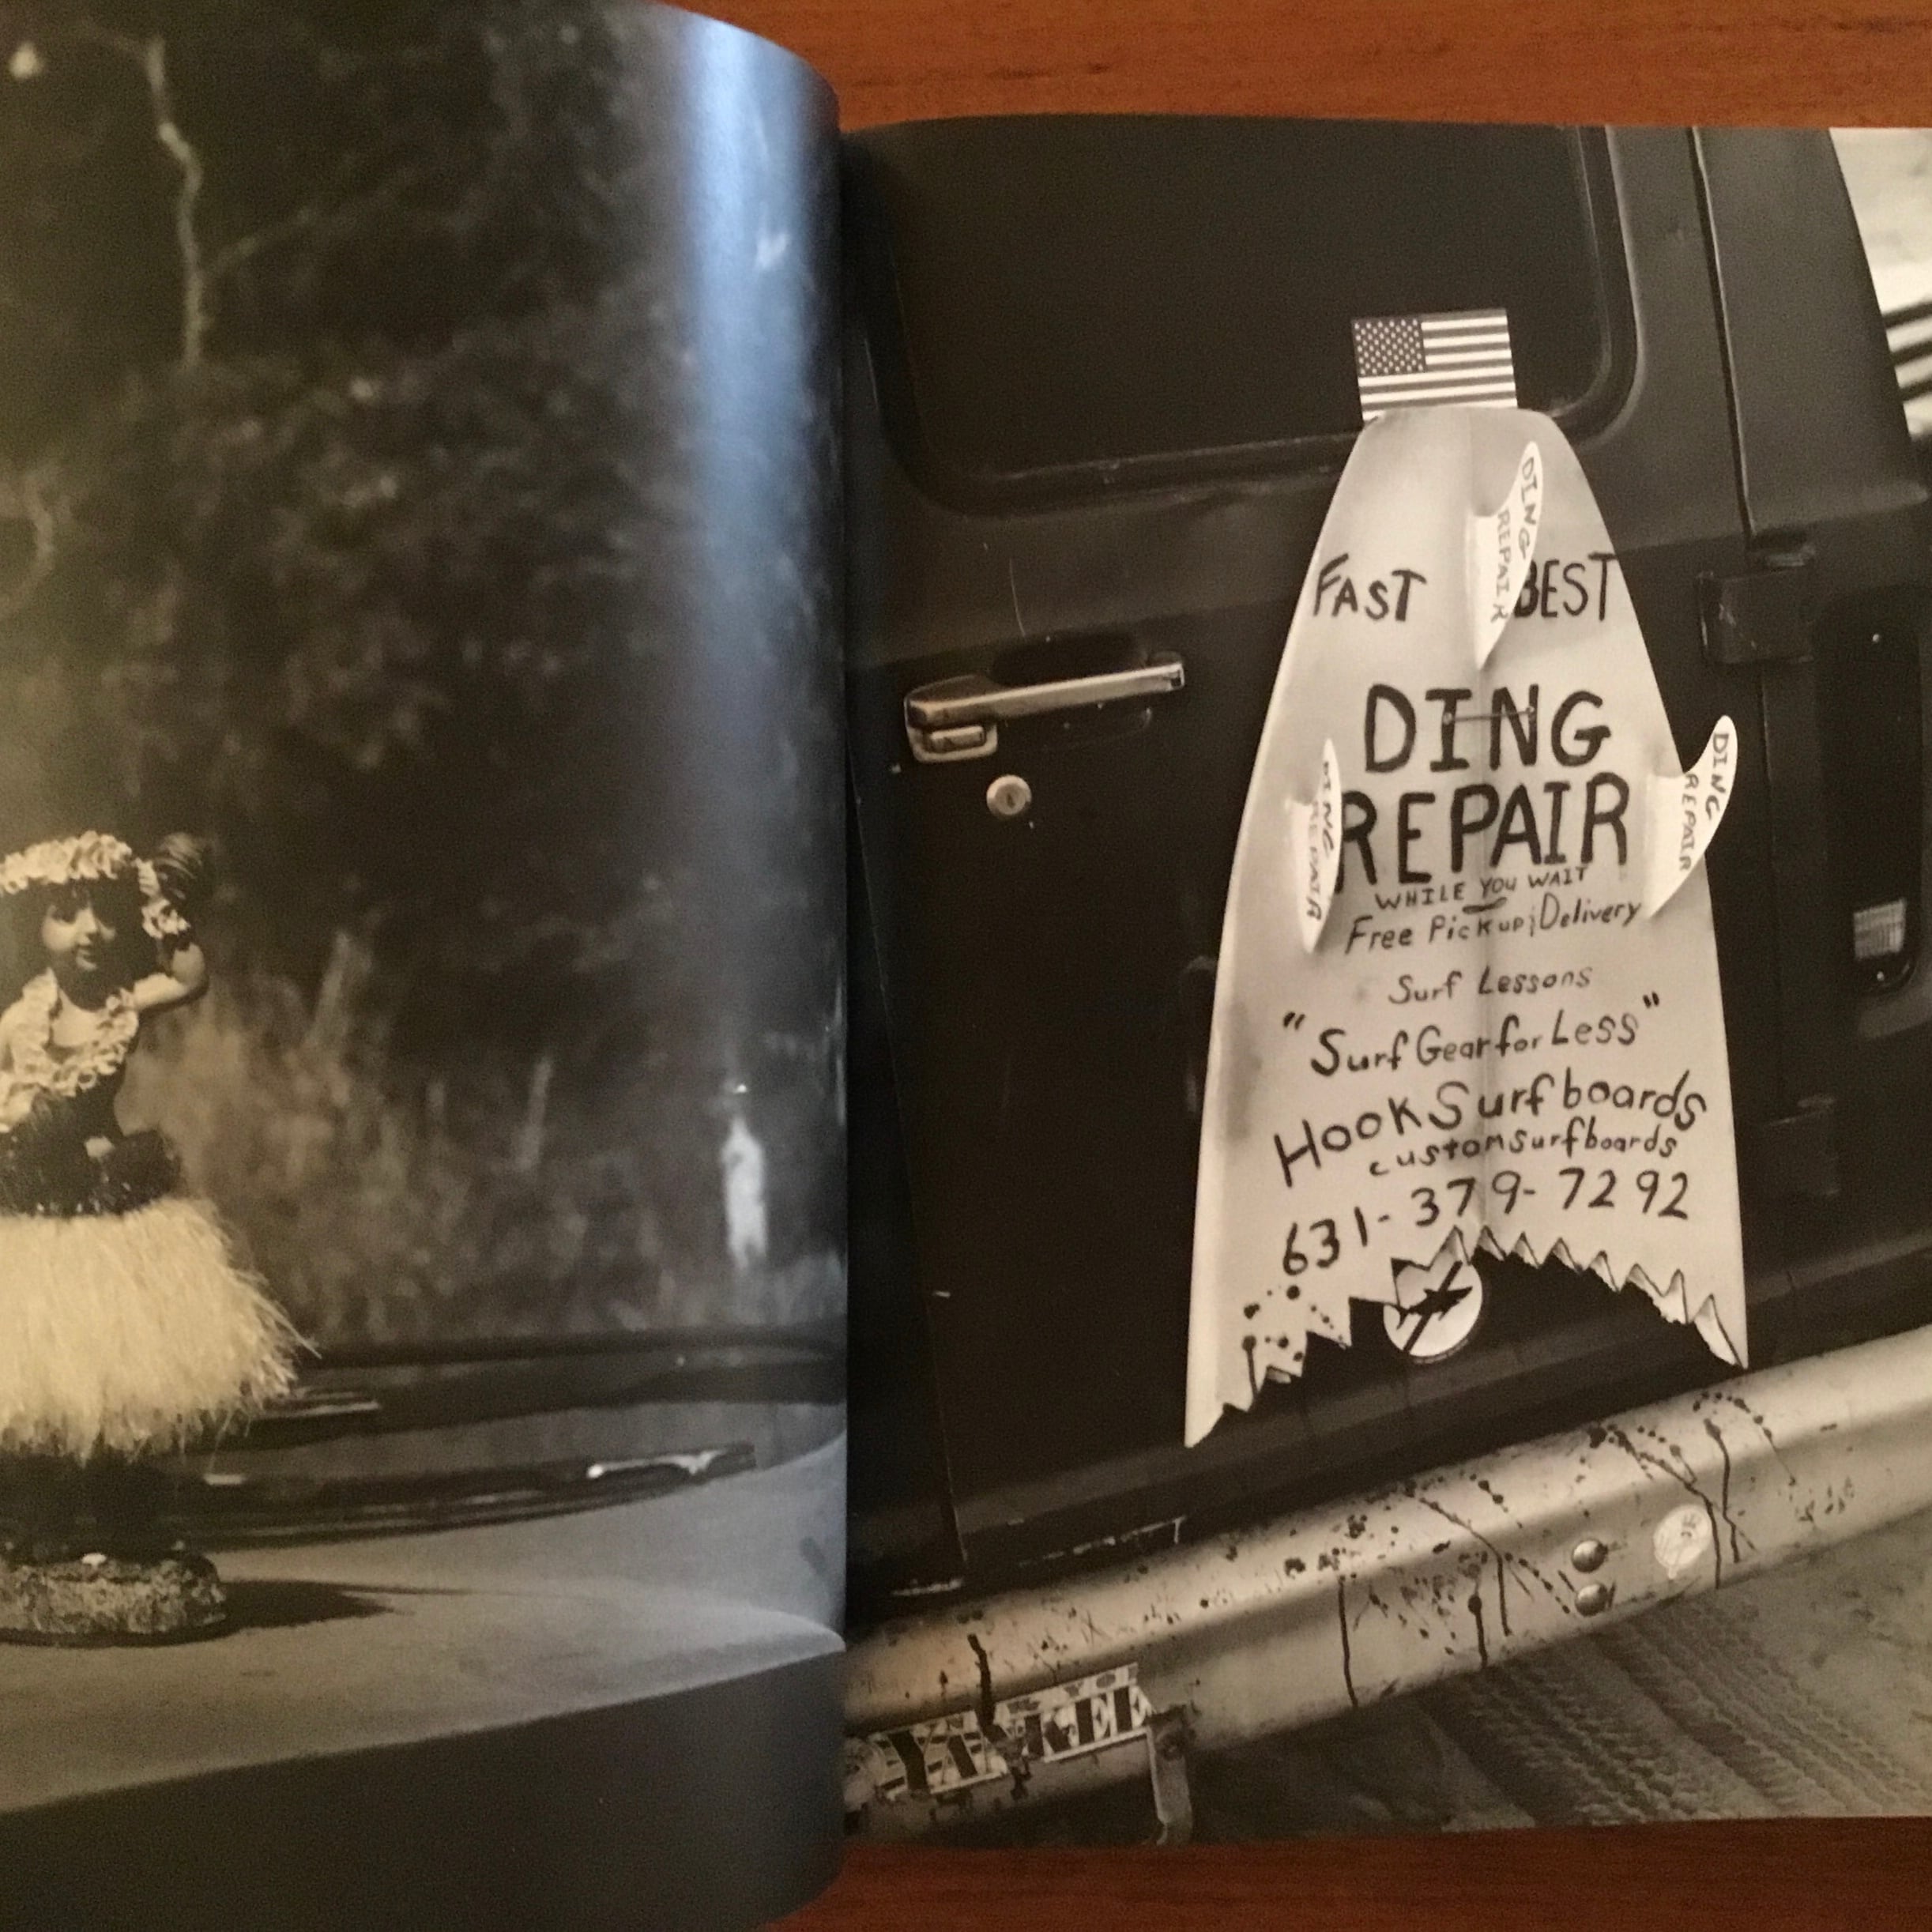 DING
REPAIR
FAST BEST
DING
REPAIR
DING
REPAIR
DING
REPAIR
WHILE YOU WAIT
Free Pickup; Delivery
Surf Lessons
"Surf Gear for Less"
Hook Surfboards
custom surfboards
631-379-7292